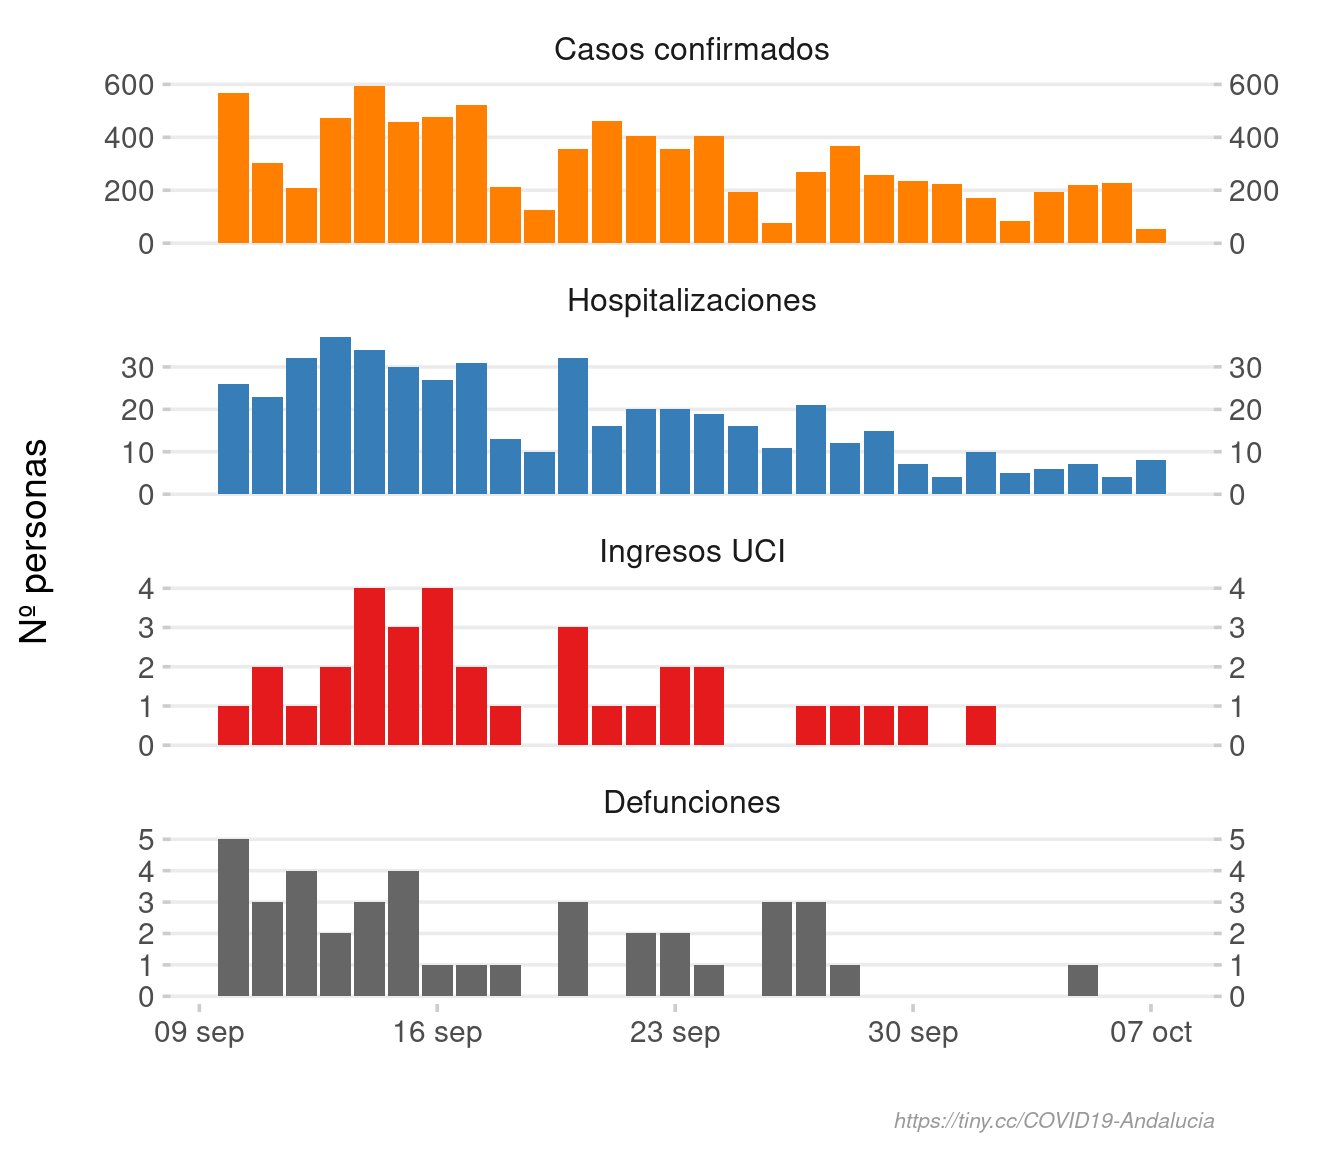 Casos confirmados
600 600
400 400
200 200
0 0
Hospitalizaciones
30 30
20 20
10 10
0 0
Nº personas
Ingresos UCI
4 4
3 3
2 2
1 1
0 0
Defunciones
5 5
4 4
3 3
2 2
1 1
0 0
09 sep 16 sep 23 sep 30 sep 07 oct
https://tiny.cc/COVID19-Andalucia